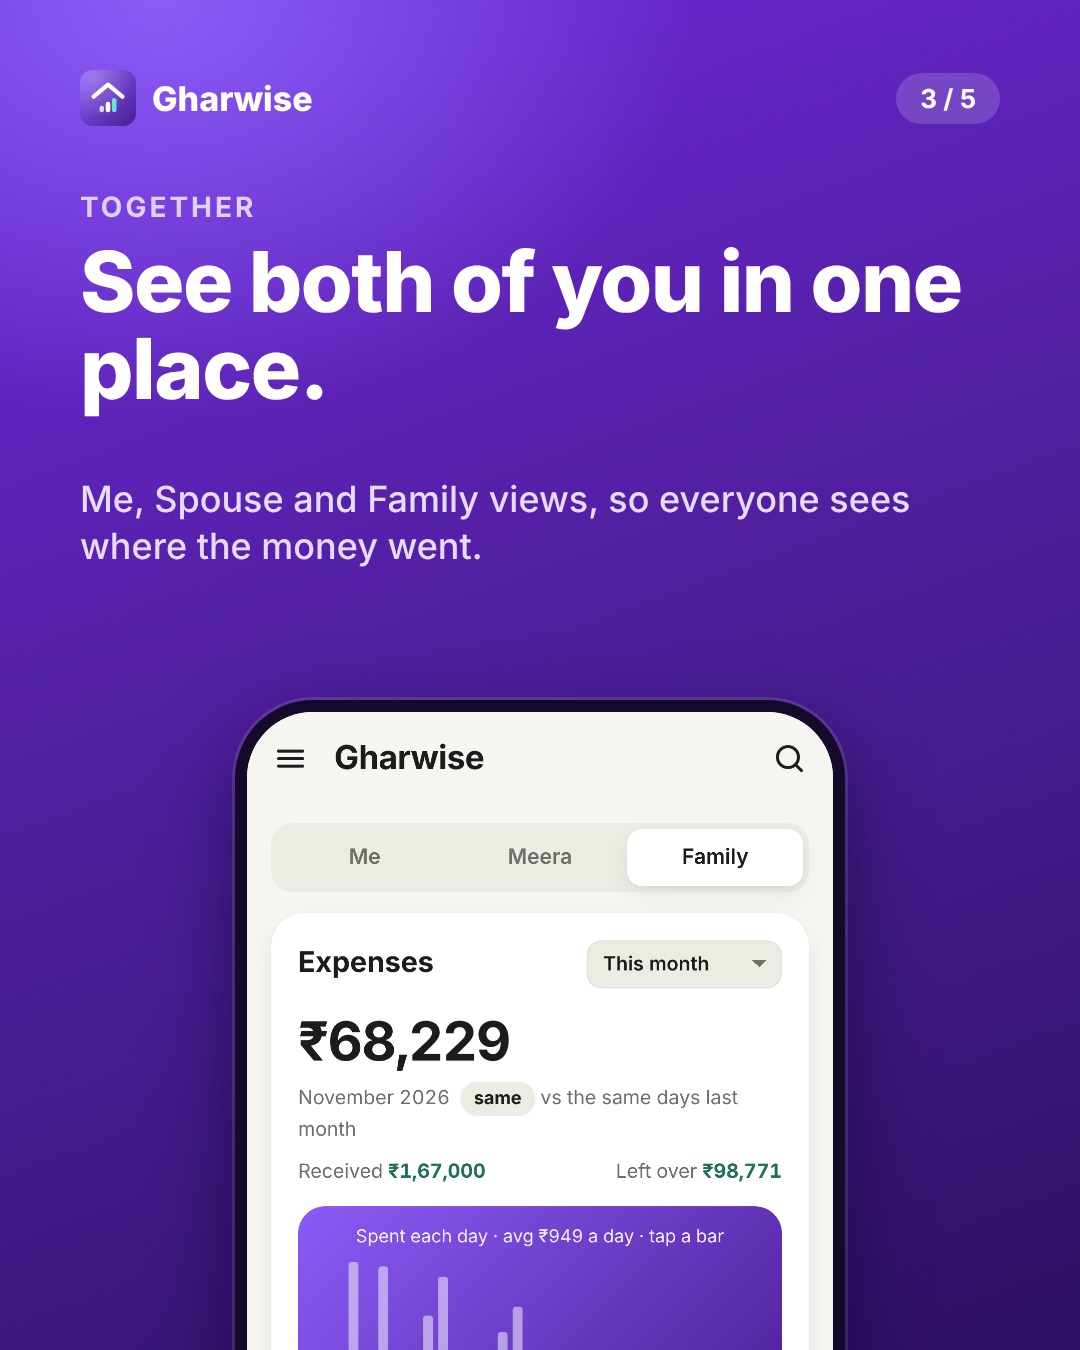 Gharwise
3 / 5
TOGETHER
See both of you in one
place.
Me, Spouse and Family views, so everyone sees
where the money went.
Gharwise
Me
Meera
Family
Expenses
This month
₹68,229
November 2026 same vs the same days last
month
Received ₹1,67,000
Left over ₹98,771
Spent each day · avg ₹949 a day · tap a bar